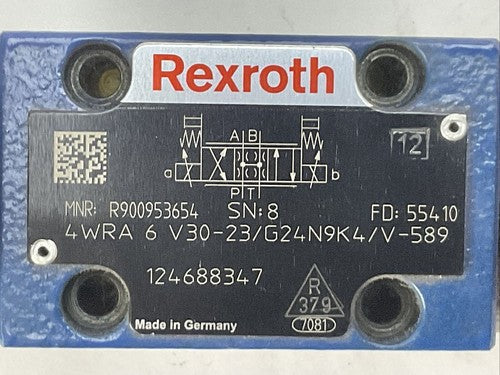 Rexroth
A B
12
a b
P T
MNR: R900953654 SN: 8 FD: 55410
4WRA 6 V30-23/G24N9K4/V-589
124688347
R
379
7081
Made in Germany